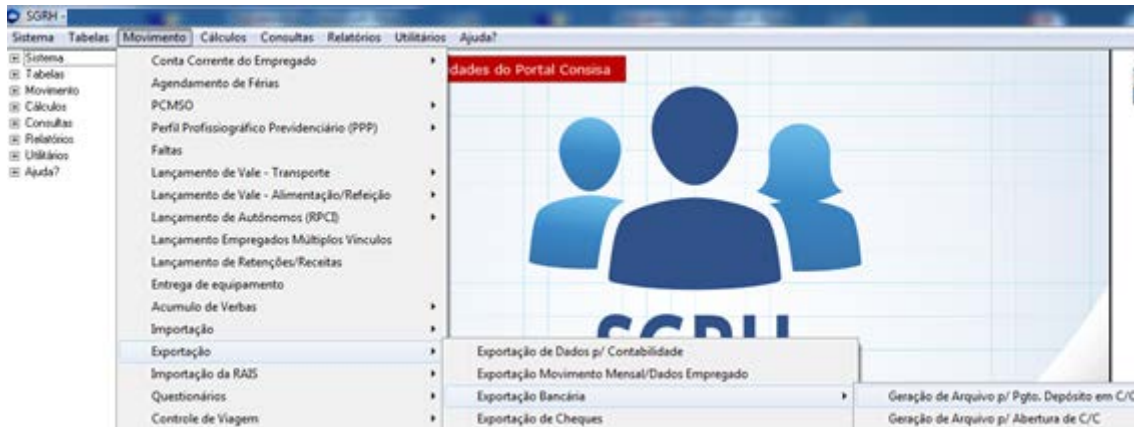 SGRH -
Sistema Tabelas Movimento Cálculos Consultas Relatórios Utilitários Ajuda?
Sistema
Tabelas
Movimento
Cálculos
Consultas
Relatórios
Utilitários
Ajuda?
Conta Corrente do Empregado
Agendamento de Férias
PCMSO
Perfil Profissiográfico Previdenciário (PPP)
Faltas
Lançamento de Vale - Transporte
Lançamento de Vale - Alimentação/Refeição
Lançamento de Autônomos (RPCI)
Lançamento Empregados Múltiplos Vinculos
Lançamento de Retenções/Receitas
Entrega de equipamento
Acumulo de Verbas
Importação
Exportação
Importação da RAIS
Questionários
Controle de Viagem
dades do Portal Consisa
SGRH
Exportação de Dados p/ Contabilidade
Exportação Movimento Mensal/Dados Empregado
Exportação Bancária
Exportação de Cheques
Geração de Arquivo p/ Pgto. Depósito em C/C
Geração de Arquivo p/ Abertura de C/C